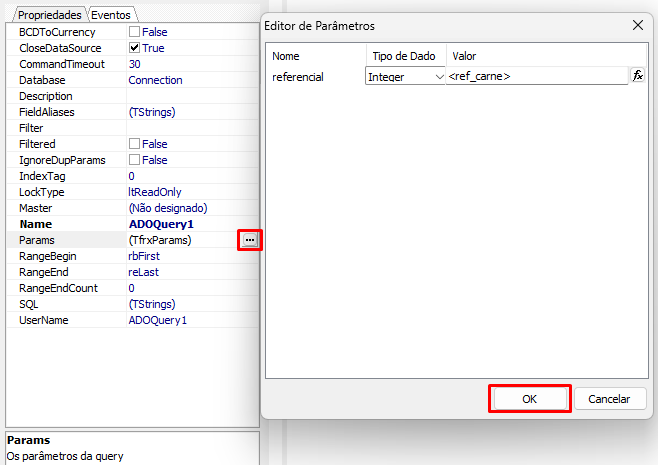 Propriedades Eventos
BCDToCurrency False
CloseDataSource True
CommandTimeout 30
Database Connection
Description
FieldAliases (TStrings)
Filter
Filtered False
IgnoreDupParams False
IndexTag 0
LockType ltReadOnly
Master (Não designado)
Name ADOQuery1
Params (TfrxParams) ...
RangeBegin rbFirst
RangeEnd reLast
RangeEndCount 0
SQL (TStrings)
UserName ADOQuery1
Params
Os parâmetros da query
Editor de Parâmetros
Nome Tipo de Dado Valor
referencial Integer <ref_carne> fx
OK Cancelar